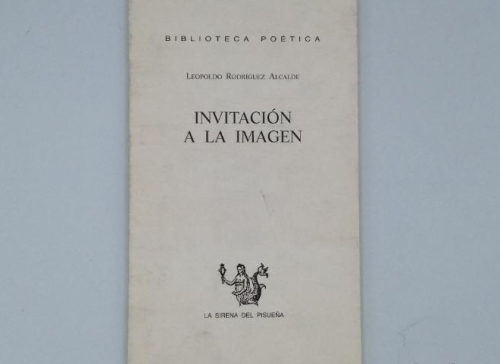 BIBLIOTECA POÉTICA
LEOPOLDO RODRÍGUEZ ALCALDE
INVITACIÓN
A LA IMAGEN
LA SIRENA DEL PISUEÑA